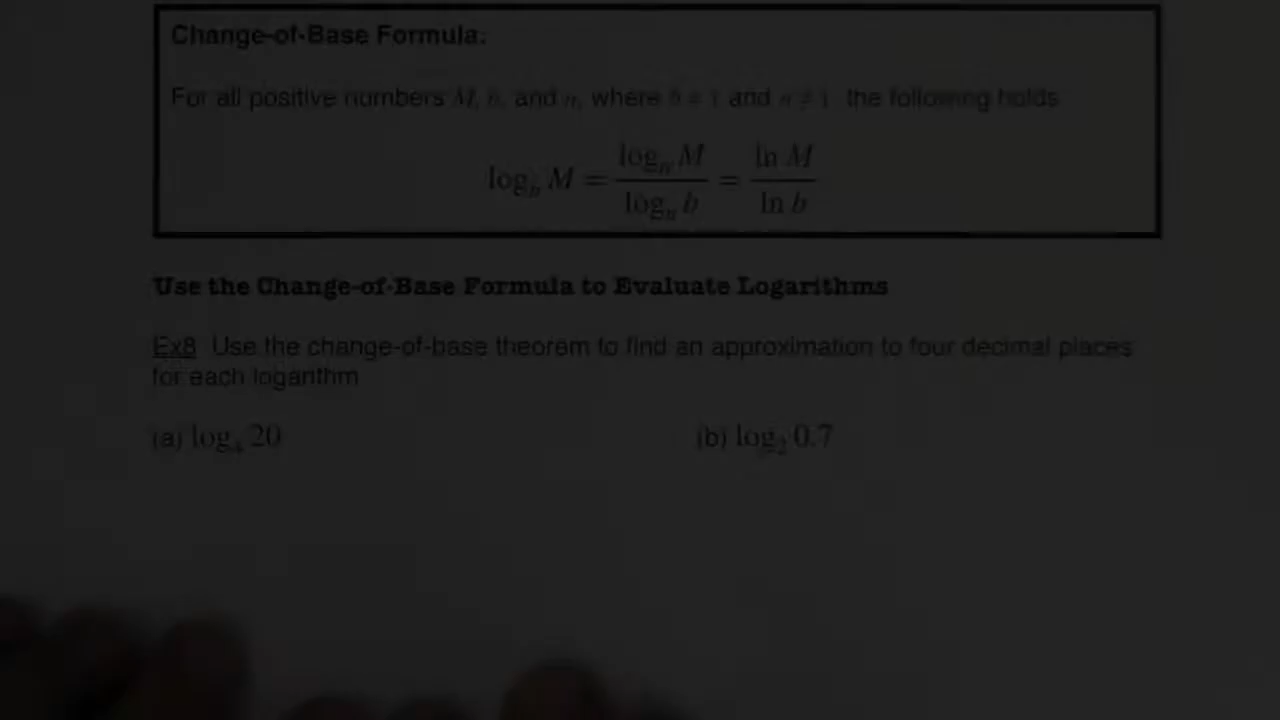 Change-of-Base Formula:
For all positive numbers M, b, and n, where b ≠ 1 and n ≠ 1, the following holds
log_b M = log_n M / log_n b = ln M / ln b
Use the Change-of-Base Formula to Evaluate Logarithms
Ex8 Use the change-of-base theorem to find an approximation to four decimal places
for each logarithm
(a) log_4 20 (b) log_2 0.7